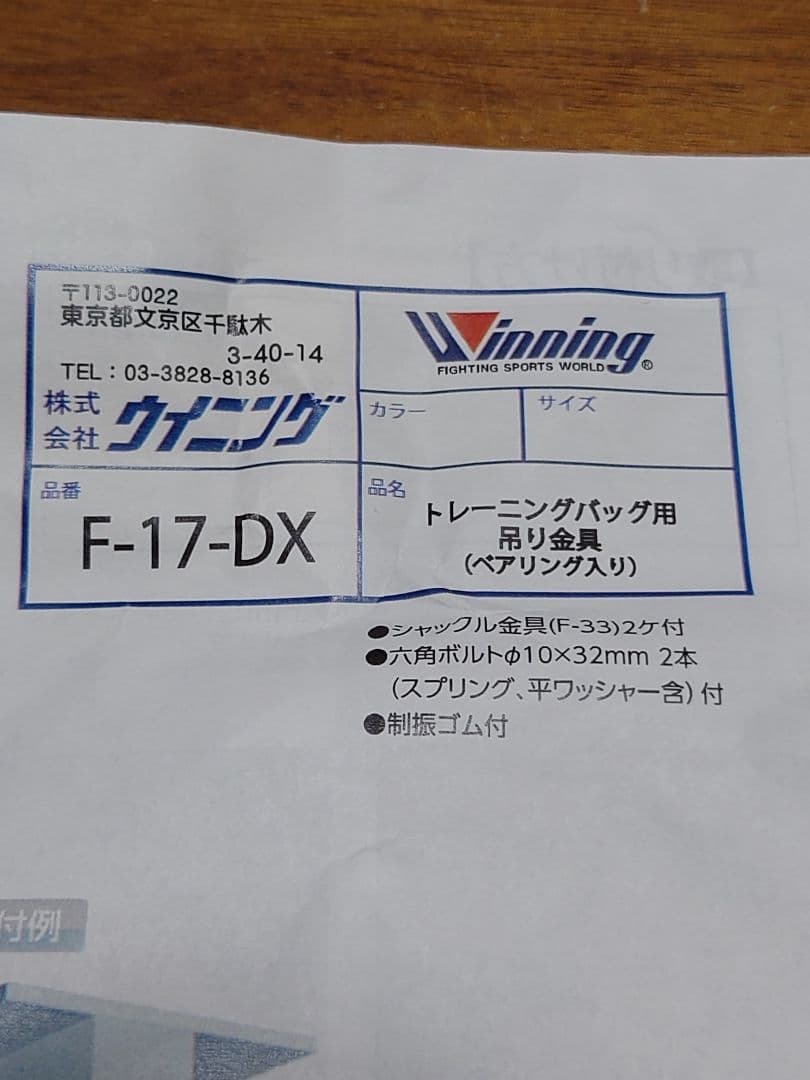 〒113-0022
東京都文京区千駄木
3-40-14
TEL：03-3828-8136
株式会社 ウイニング
Winning®
FIGHTING SPORTS WORLD
カラー
サイズ
品番
F-17-DX
品名
トレーニングバッグ用
吊り金具
（ベアリング入り）
●シャックル金具(F-33)2ケ付
●六角ボルトφ10×32mm 2本
（スプリング、平ワッシャー含）付
●制振ゴム付
付例